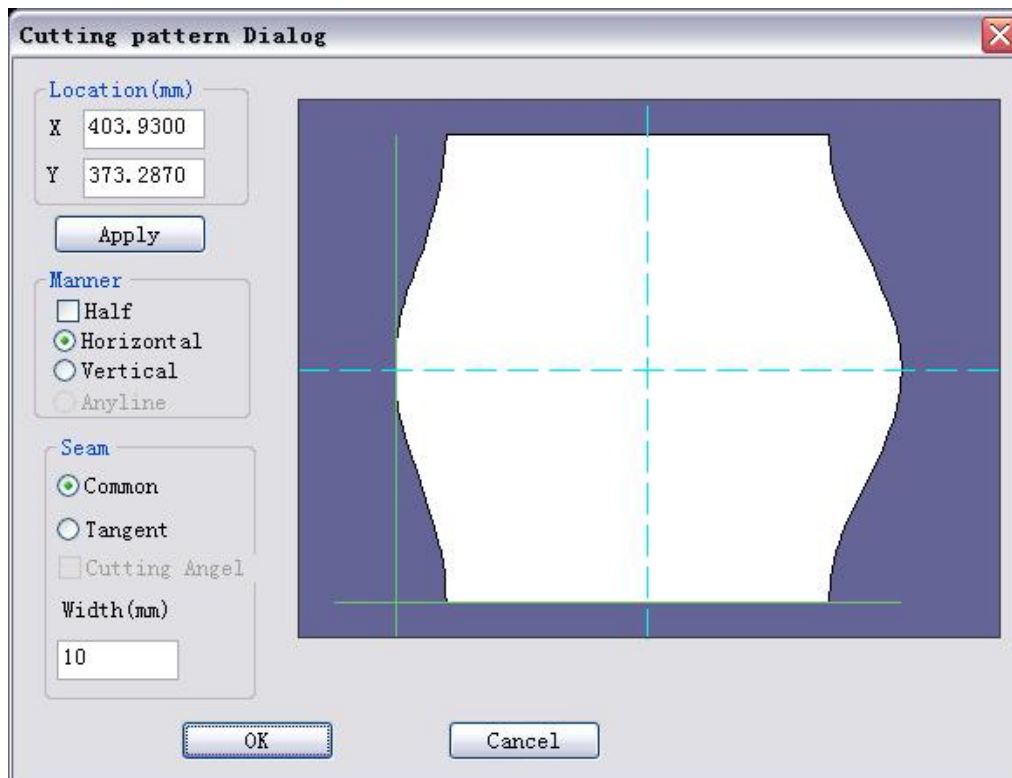 Cutting pattern Dialog
Location(mm)
X 403.9300
Y 373.2870
Apply
Manner
Half
Horizontal
Vertical
Anyline
Seam
Common
Tangent
Cutting Angel
Width(mm)
10
OK Cancel